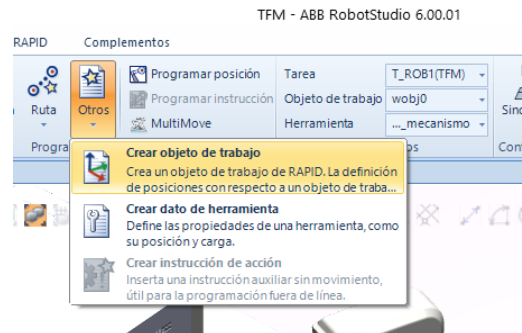 TFM - ABB RobotStudio 6.00.01
RAPID Complementos
Ruta
Otros
Programar posición
Programar instrucción
MultiMove
Tarea T_ROB1(TFM)
Objeto de trabajo wobj0
Herramienta ..._mecanismo
Crear objeto de trabajo
Crea un objeto de trabajo de RAPID. La definición
de posiciones con respecto a un objeto de traba...
Crear dato de herramienta
Define las propiedades de una herramienta, como
su posición y carga.
Crear instrucción de acción
Inserta una instrucción auxiliar sin movimiento,
útil para la programación fuera de línea.